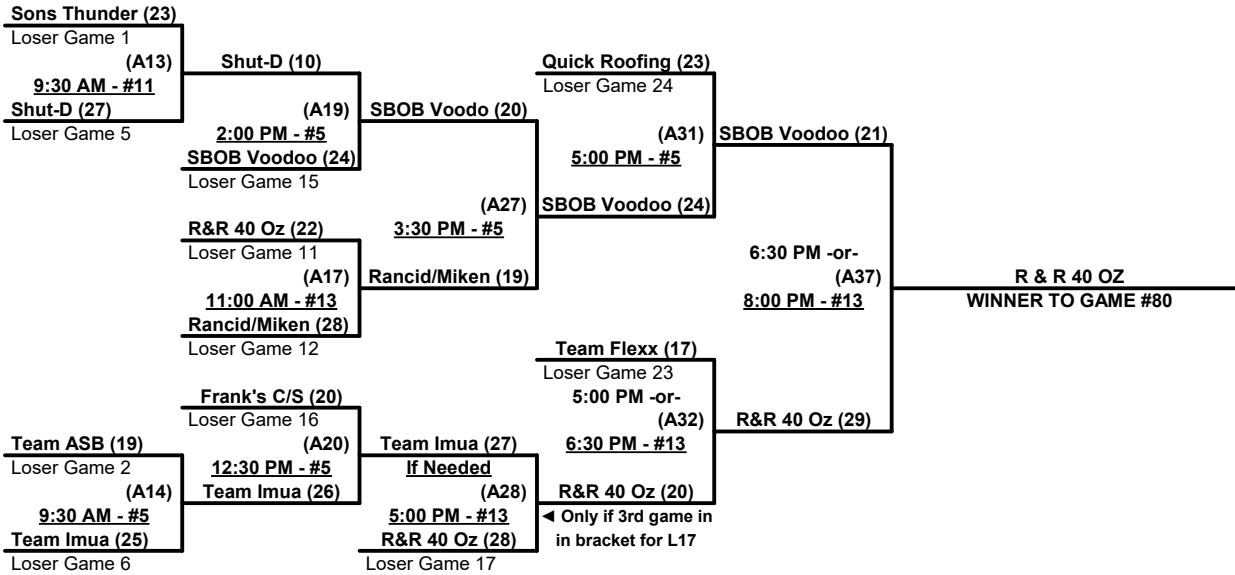 Sons Thunder (23)
Loser Game 1
(A13)
9:30 AM - #11
Shut-D (27)
Loser Game 5
Shut-D (10)
(A19)
2:00 PM - #5
SBOB Voodoo (24)
Loser Game 15
SBOB Voodo (20)
(A27)
3:30 PM - #5
R&R 40 Oz (22)
Loser Game 11
(A17)
11:00 AM - #13
Rancid/Miken (28)
Loser Game 12
Rancid/Miken (19)
Quick Roofing (23)
Loser Game 24
(A31)
5:00 PM - #5
SBOB Voodoo (24)
SBOB Voodoo (21)
6:30 PM -or-
(A37)
8:00 PM - #13
R & R 40 OZ
WINNER TO GAME #80
Team Flexx (17)
Loser Game 23
5:00 PM -or-
(A32)
6:30 PM - #13
R&R 40 Oz (29)
Frank's C/S (20)
Loser Game 16
(A20)
12:30 PM - #5
Team Imua (26)
Team ASB (19)
Loser Game 2
(A14)
9:30 AM - #5
Team Imua (25)
Loser Game 6
Team Imua (27)
If Needed
(A28)
5:00 PM - #13
R&R 40 Oz (28)
Loser Game 17
R&R 40 Oz (20)
◄ Only if 3rd game in
in bracket for L17